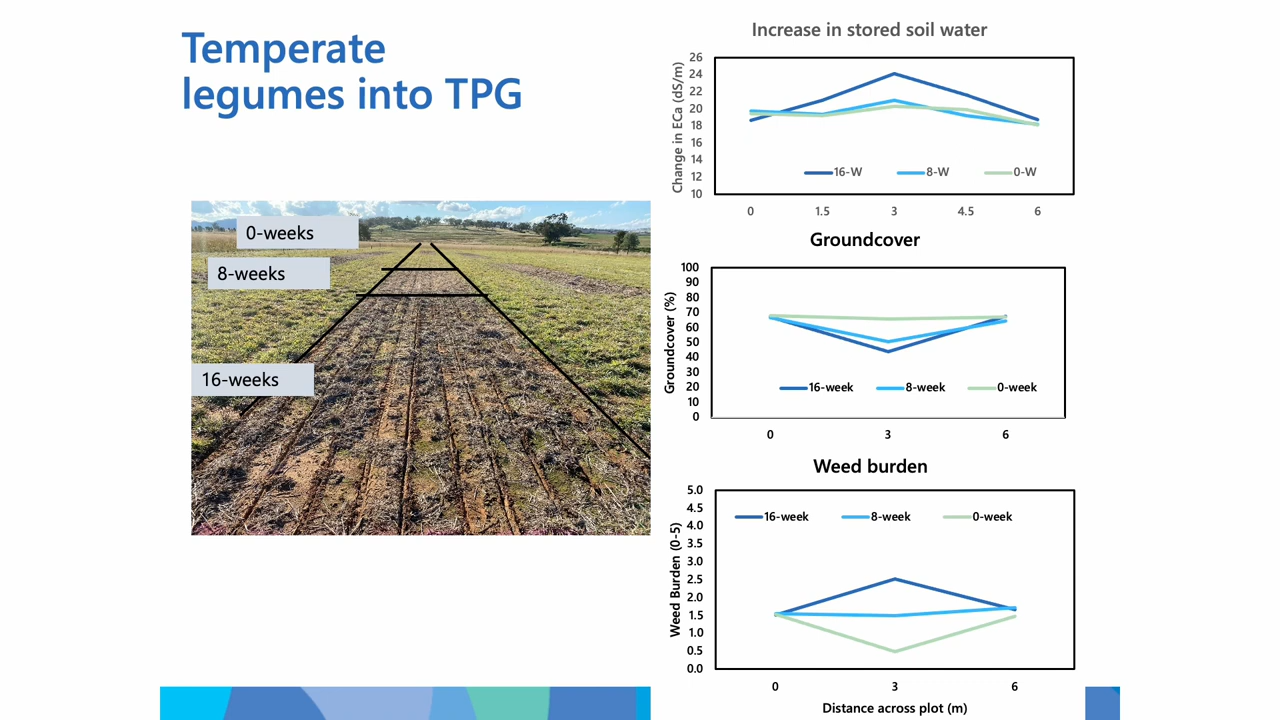 Temperate
legumes into TPG
0-weeks
8-weeks
16-weeks
Increase in stored soil water
Change in ECa (dS/m)
26
24
22
20
18
16
14
12
10
16-W 8-W 0-W
0 1.5 3 4.5 6
Groundcover
Groundcover (%)
100
90
80
70
60
50
40
30
20
10
0
16-week 8-week 0-week
0 3 6
Weed burden
Weed Burden (0-5)
5.0
4.5
4.0
3.5
3.0
2.5
2.0
1.5
1.0
0.5
0.0
16-week 8-week 0-week
0 3 6
Distance across plot (m)